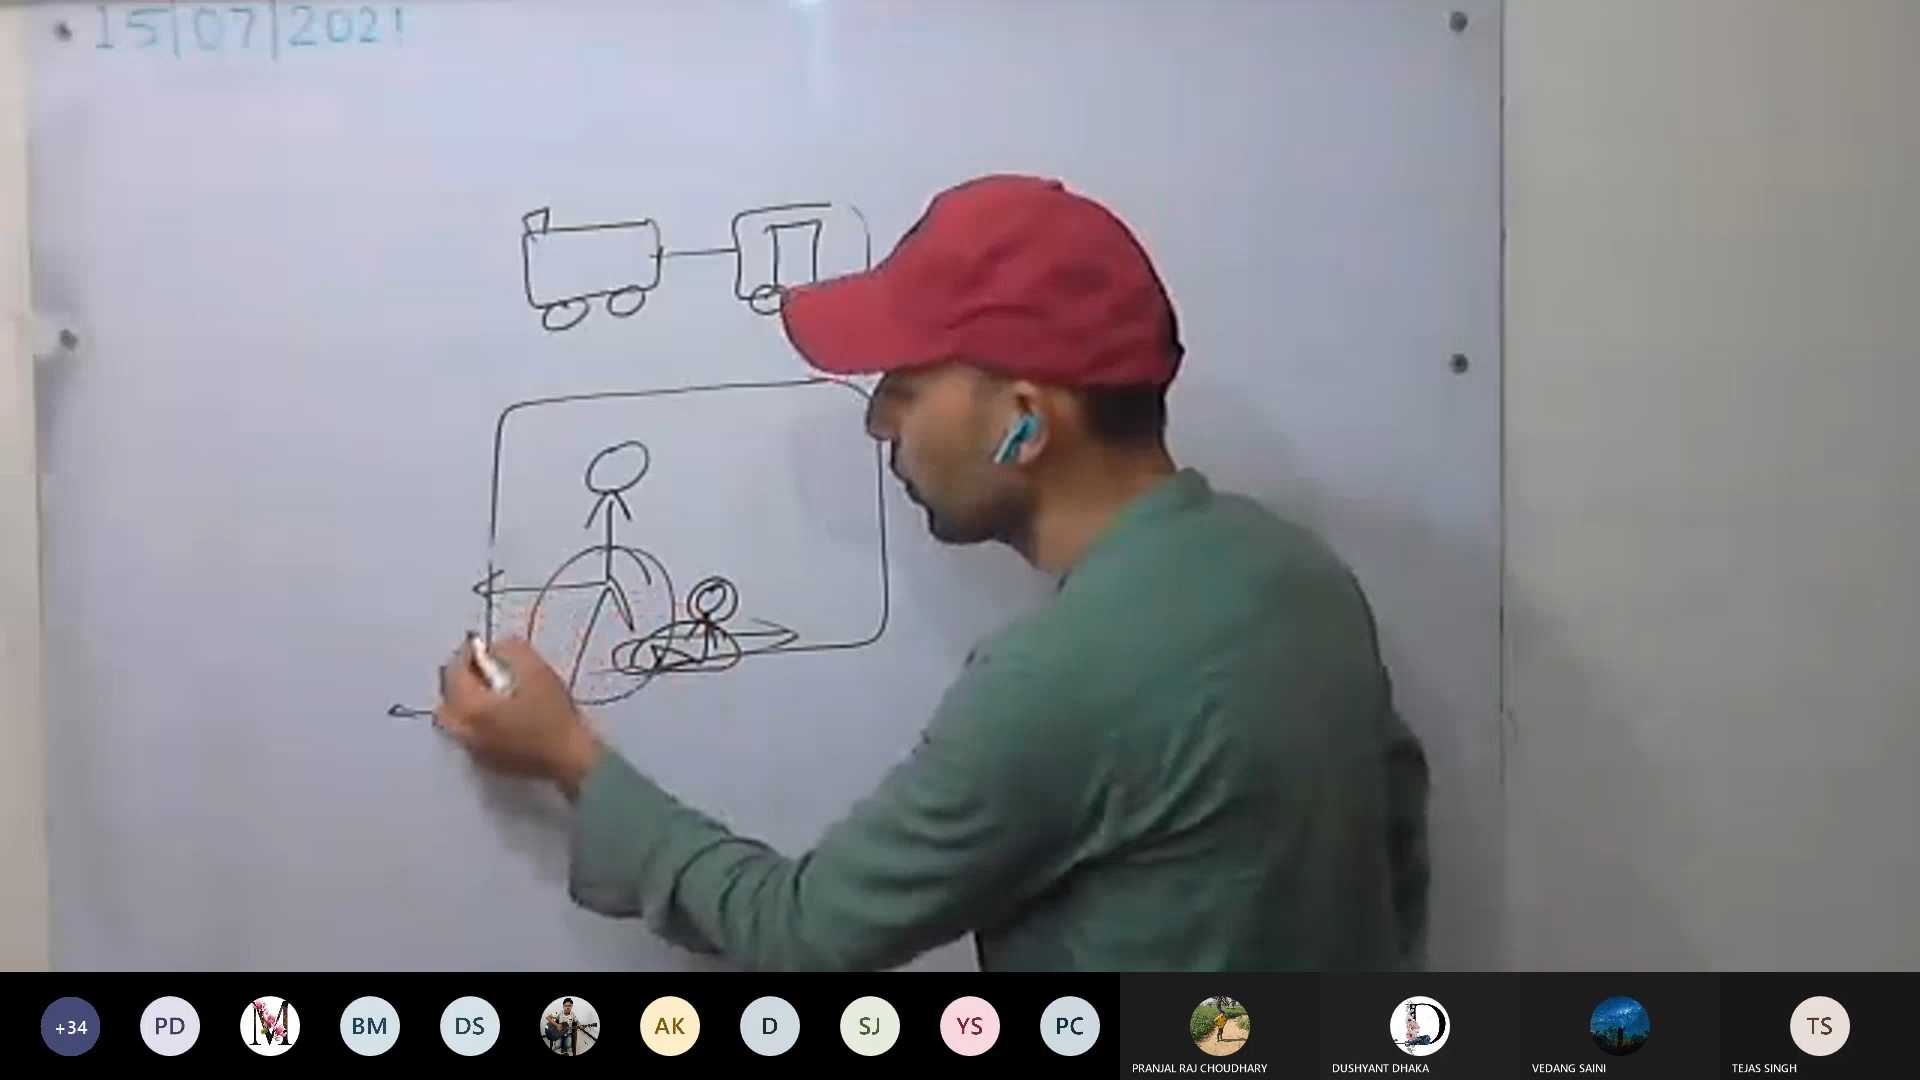 15|07|2021
+34
PD
M
BM
DS
AK
D
SJ
YS
PC
D
TS
PRANJAL RAJ CHOUDHARY
DUSHYANT DHAKA
VEDANG SAINI
TEJAS SINGH